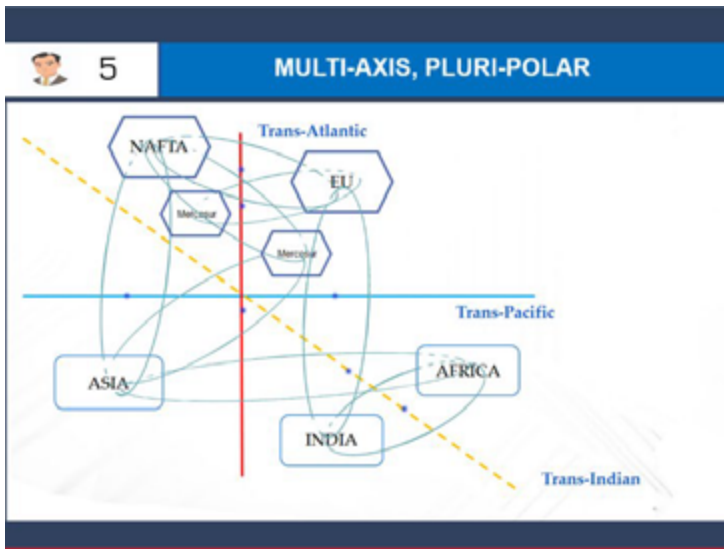 5
MULTI-AXIS, PLURI-POLAR
Trans-Atlantic
NAFTA
EU
Mercosur
Mercosur
Trans-Pacific
AFRICA
ASIA
INDIA
Trans-Indian